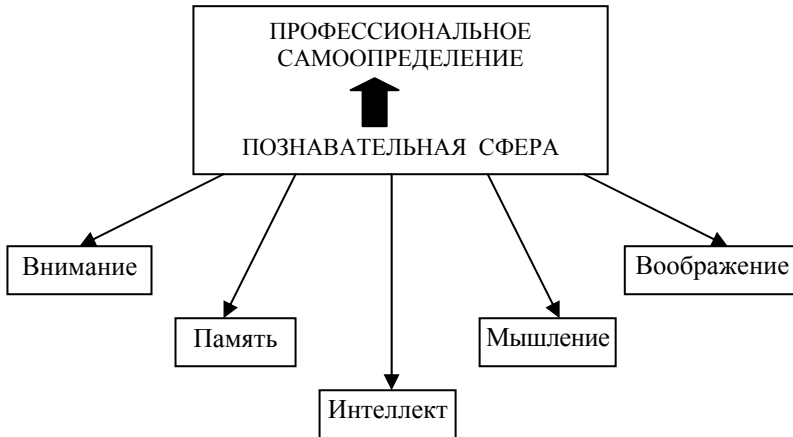 ПРОФЕССИОНАЛЬНОЕ
САМООПРЕДЕЛЕНИЕ
ПОЗНАВАТЕЛЬНАЯ СФЕРА
Внимание
Воображение
Память
Мышление
Интеллект